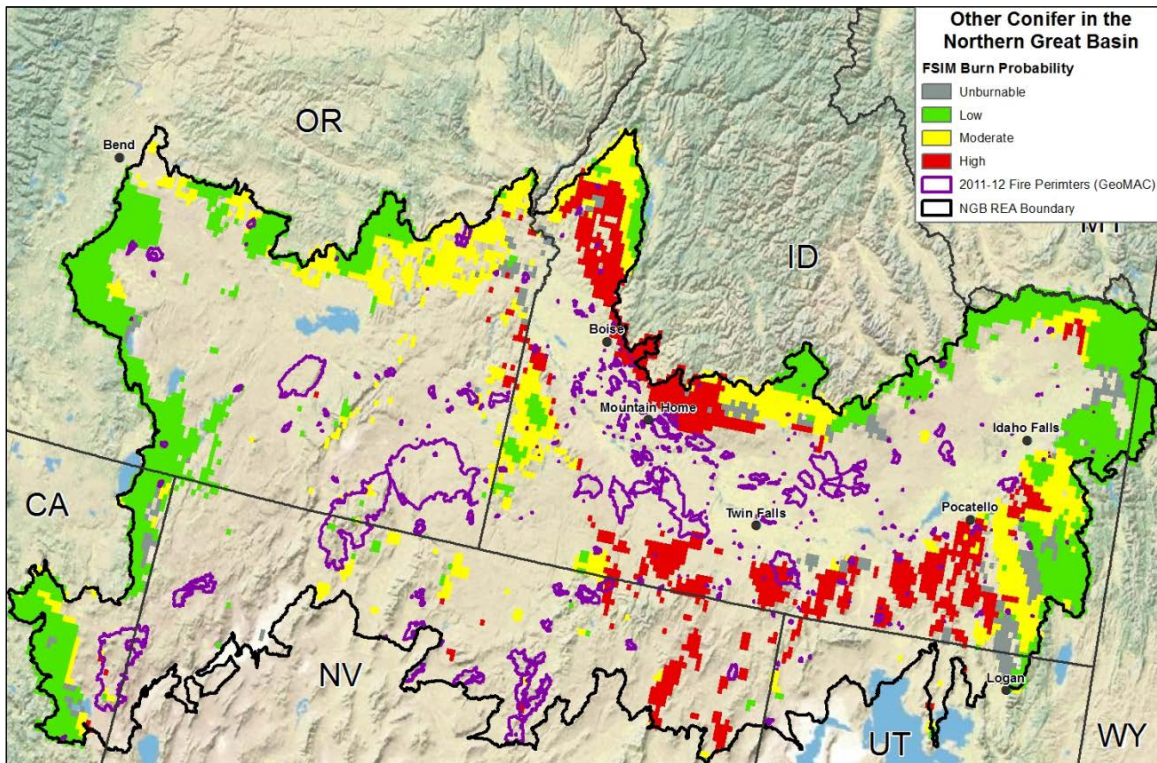 Other Conifer in the
Northern Great Basin
FSIM Burn Probability
Unburnable
Low
Moderate
High
2011-12 Fire Perimters (GeoMAC)
NGB REA Boundary
OR
Bend
MT
ID
Boise
Mountain Home
Idaho Falls
CA
Twin Falls
Pocatello
NV
Logan
UT
WY